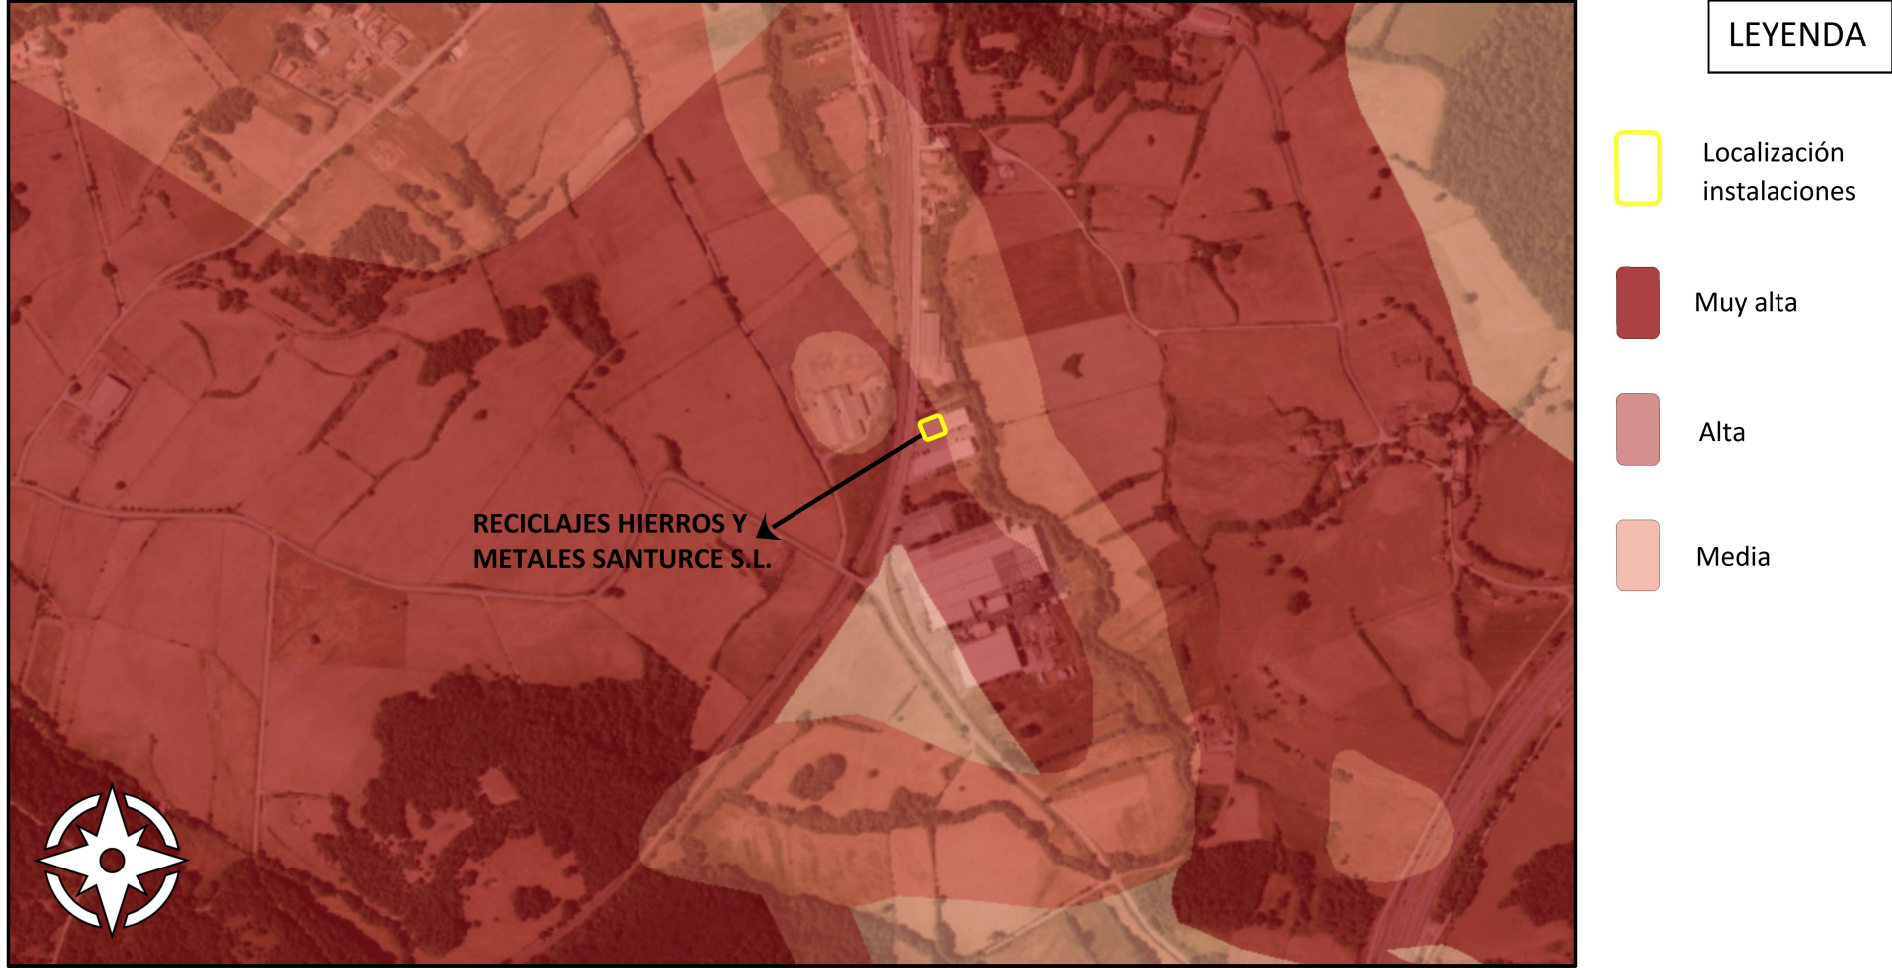 LEYENDA
Localización
instalaciones
Muy alta
Alta
Media
RECICLAJES HIERROS Y
METALES SANTURCE S.L.